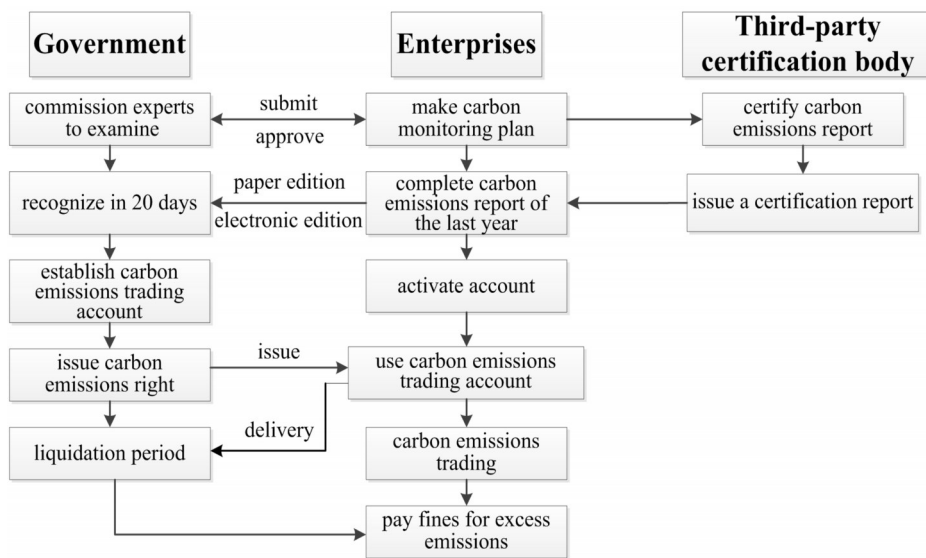 Government
Enterprises
Third-party
certification body
commission experts
to examine
submit
approve
make carbon
monitoring plan
certify carbon
emissions report
recognize in 20 days
paper edition
electronic edition
complete carbon
emissions report of
the last year
issue a certification report
establish carbon
emissions trading
account
activate account
issue carbon
emissions right
issue
use carbon emissions
trading account
delivery
liquidation period
carbon emissions
trading
pay fines for excess
emissions